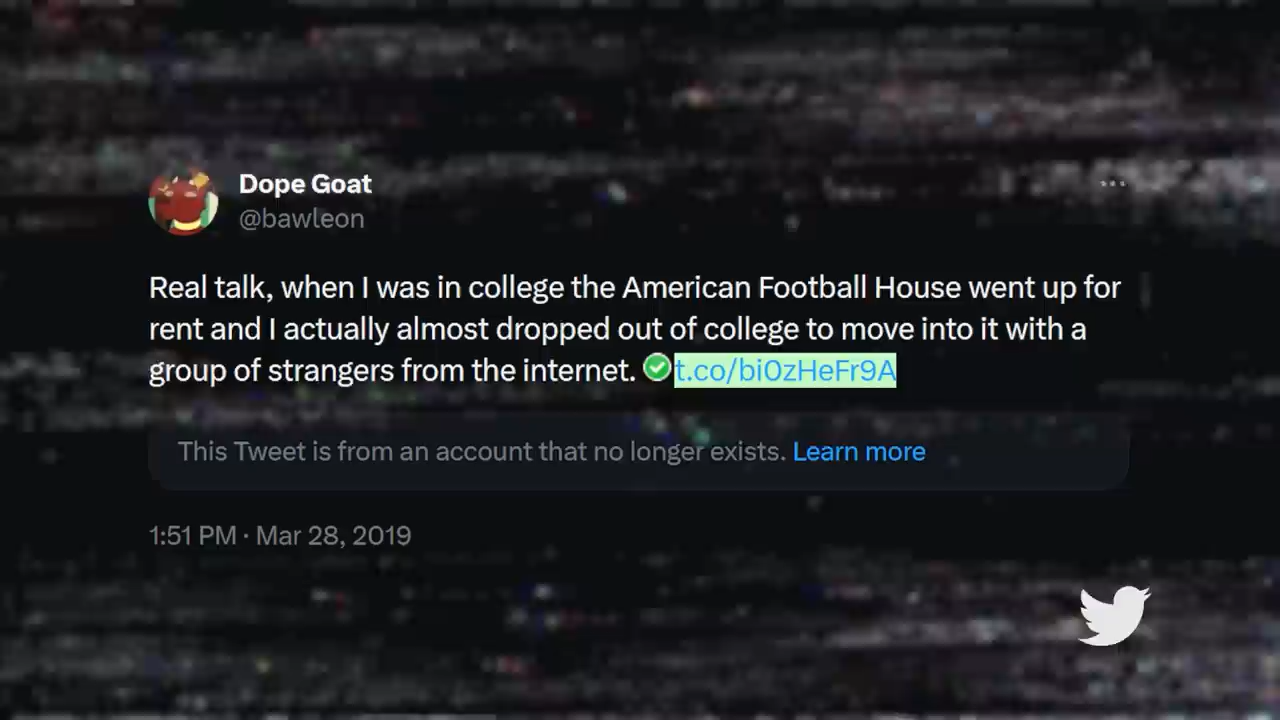 Dope Goat
@bawleon
Real talk, when I was in college the American Football House went up for
rent and I actually almost dropped out of college to move into it with a
group of strangers from the internet. t.co/bi0zHeFr9A
This Tweet is from an account that no longer exists. Learn more
1:51 PM · Mar 28, 2019